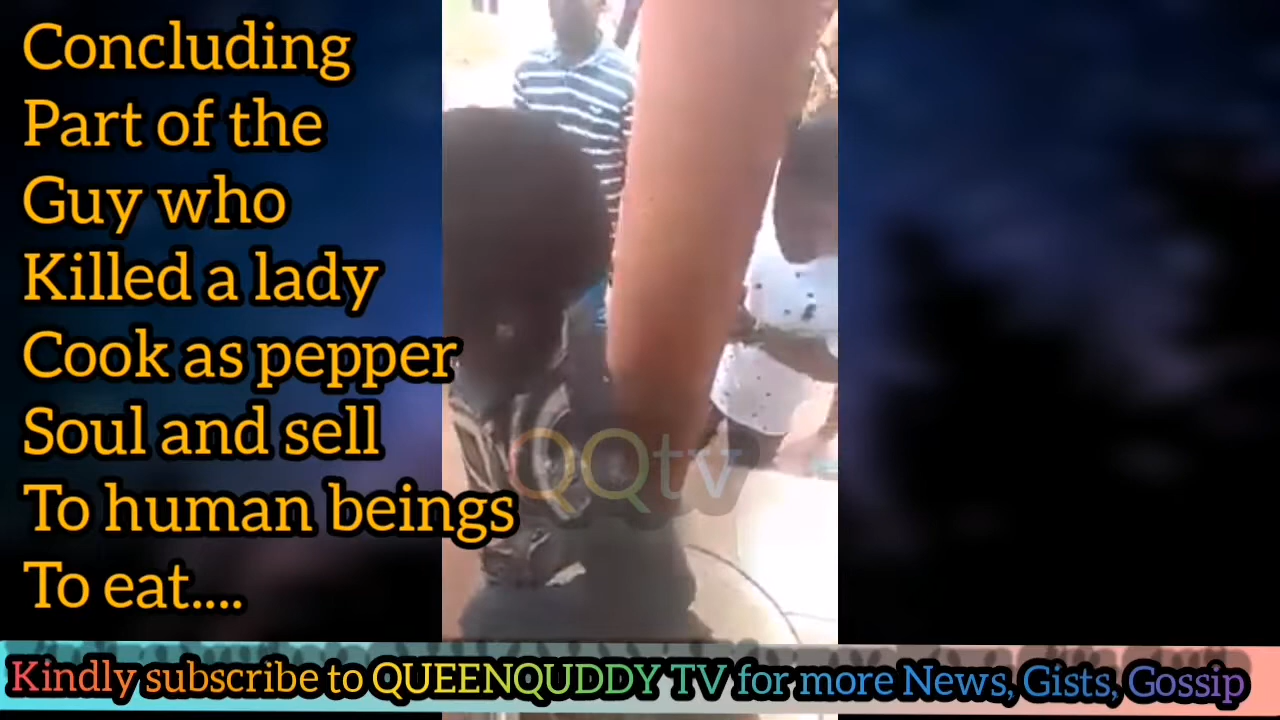 Concluding
Part of the
Guy who
Killed a lady
Cook as pepper
Soul and sell
To human beings
To eat....
QQtv
Kindly subscribe to QUEENQUDDY TV for more News, Gists, Gossip